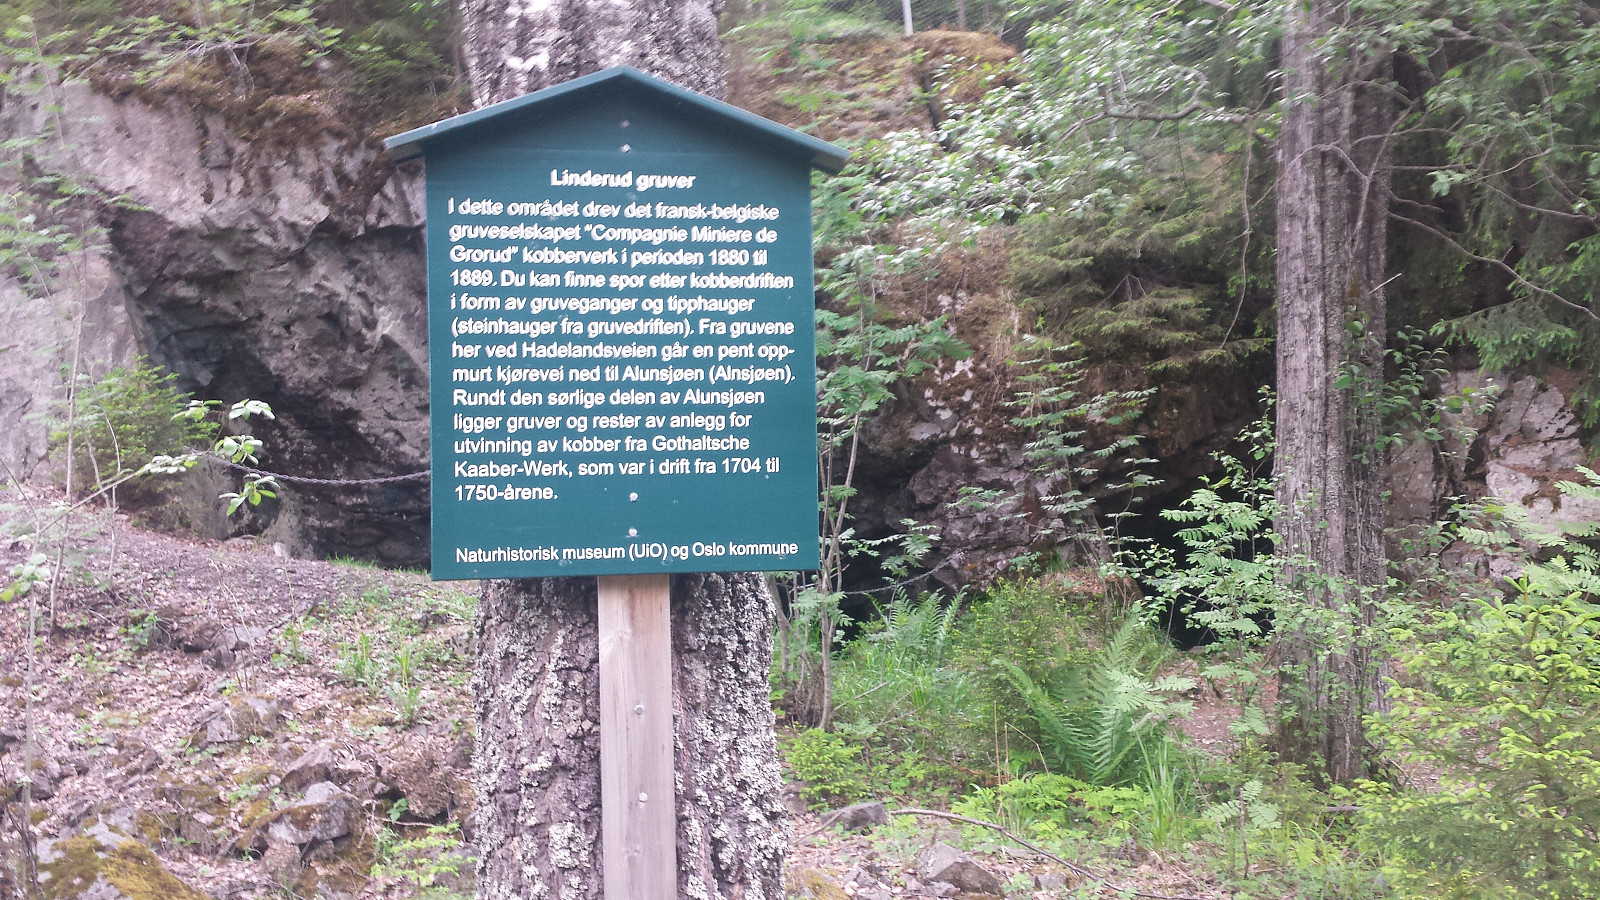 Linderud gruver
I dette området drev det fransk-belgiske
gruveselskapet "Compagnie Miniere de
Grorud" kobberverk i perioden 1880 til
1889. Du kan finne spor etter kobberdriften
i form av gruveganger og tipphauger
(steinhauger fra gruvedriften). Fra gruvene
her ved Hadelandsveien går en pent opp-
murt kjørevei ned til Alunsjøen (Alnsjøen).
Rundt den sørlige delen av Alunsjøen
ligger gruver og rester av anlegg for
utvinning av kobber fra Gothaltsche
Kaaber-Werk, som var i drift fra 1704 til
1750-årene.
Naturhistorisk museum (UiO) og Oslo kommune